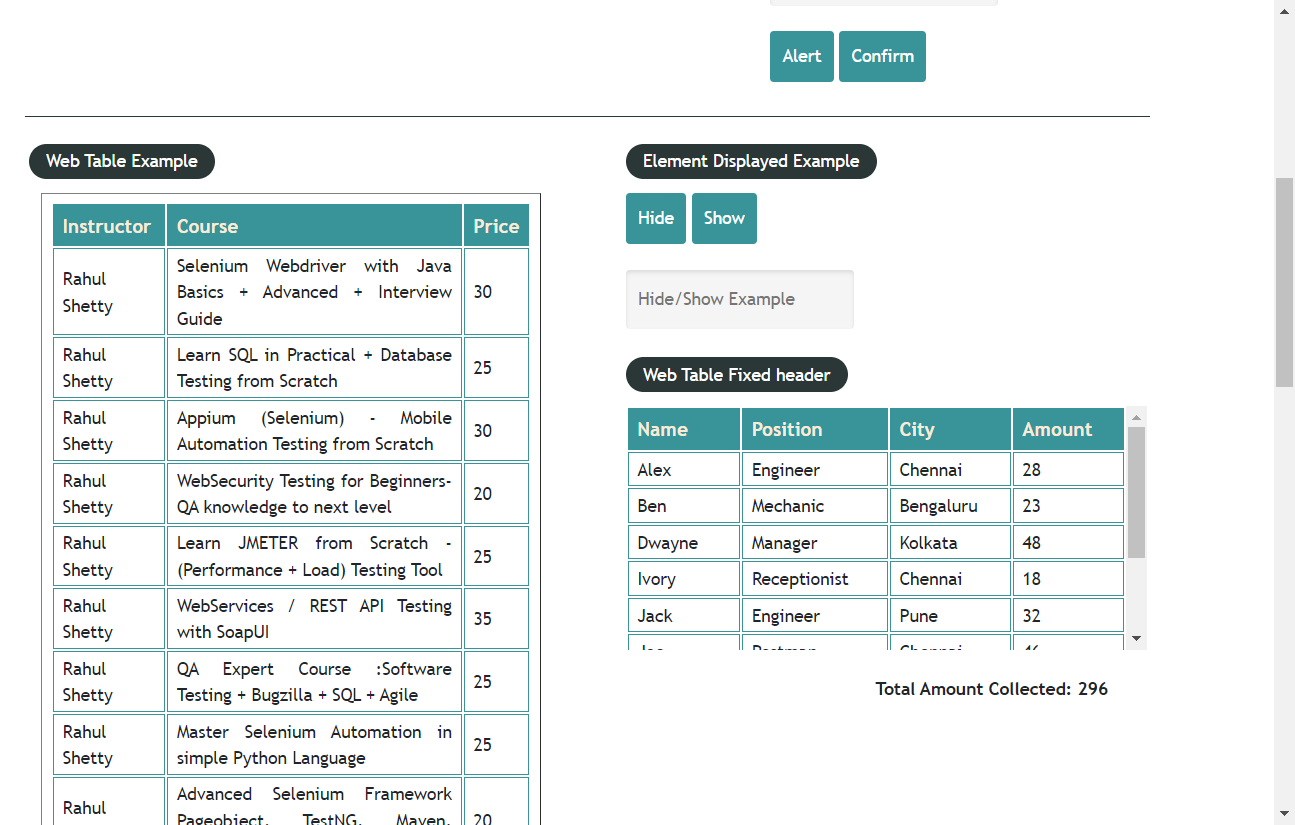 Alert Confirm
Web Table Example
Instructor Course Price
Rahul Shetty
Selenium Webdriver with Java
Basics + Advanced + Interview
Guide
30
Rahul Shetty
Learn SQL in Practical + Database
Testing from Scratch
25
Rahul Shetty
Appium (Selenium) - Mobile
Automation Testing from Scratch
30
Rahul Shetty
WebSecurity Testing for Beginners-
QA knowledge to next level
20
Rahul Shetty
Learn JMETER from Scratch -
(Performance + Load) Testing Tool
25
Rahul Shetty
WebServices / REST API Testing
with SoapUI
35
Rahul Shetty
QA Expert Course :Software
Testing + Bugzilla + SQL + Agile
25
Rahul Shetty
Master Selenium Automation in
simple Python Language
25
Rahul
Advanced Selenium Framework
Pageobject, TestNG, Maven,
20
Element Displayed Example
Hide Show
Hide/Show Example
Web Table Fixed header
Name Position City Amount
Alex Engineer Chennai 28
Ben Mechanic Bengaluru 23
Dwayne Manager Kolkata 48
Ivory Receptionist Chennai 18
Jack Engineer Pune 32
Total Amount Collected: 296